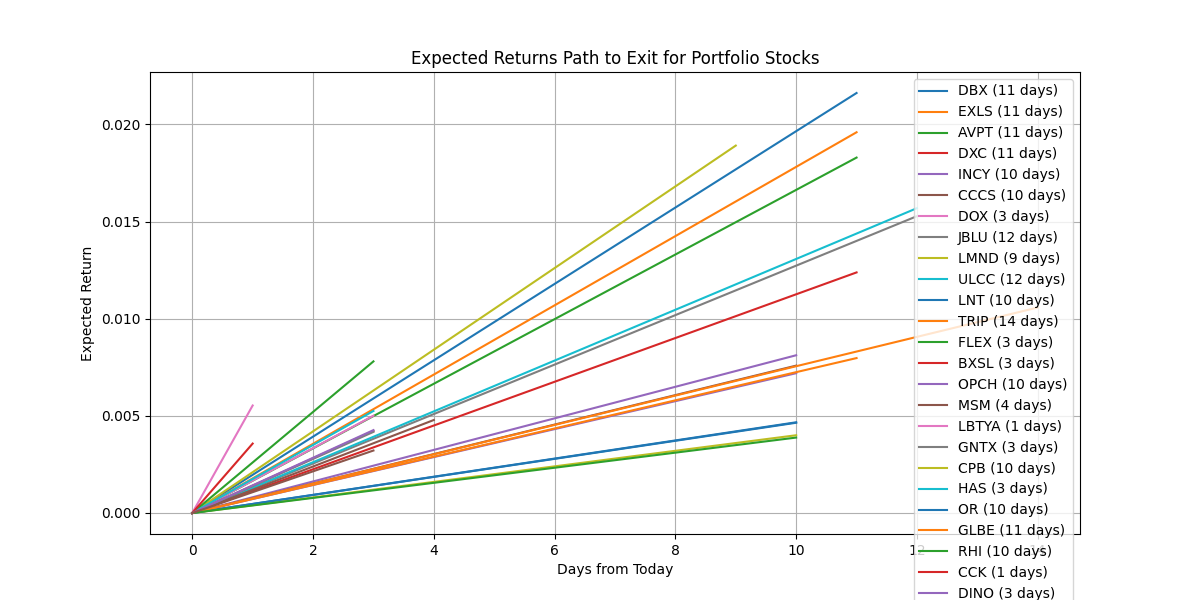 Expected Returns Path to Exit for Portfolio Stocks
Expected Return
0.020
0.015
0.010
0.005
0.000
0
2
4
6
8
10
12
Days from Today
DBX (11 days)
EXLS (11 days)
AVPT (11 days)
DXC (11 days)
INCY (10 days)
CCCS (10 days)
DOX (3 days)
JBLU (12 days)
LMND (9 days)
ULCC (12 days)
LNT (10 days)
TRIP (14 days)
FLEX (3 days)
BXSL (3 days)
OPCH (10 days)
MSM (4 days)
LBTYA (1 days)
GNTX (3 days)
CPB (10 days)
HAS (3 days)
OR (10 days)
GLBE (11 days)
RHI (10 days)
CCK (1 days)
DINO (3 days)